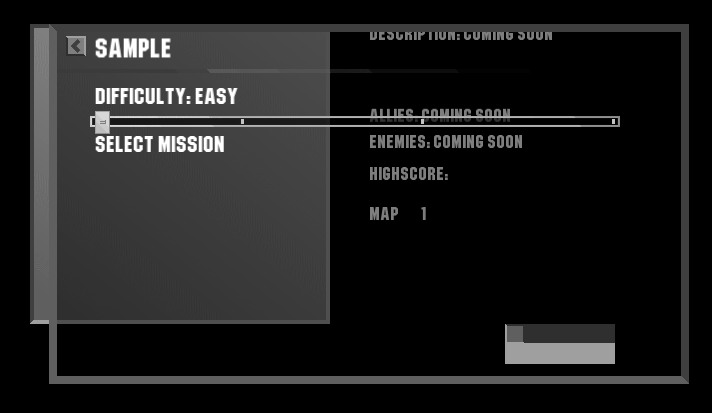 SAMPLE
DIFFICULTY: EASY
SELECT MISSION
DESCRIPTION: COMING SOON
ALLIES: COMING SOON
ENEMIES: COMING SOON
HIGHSCORE:
MAP 1